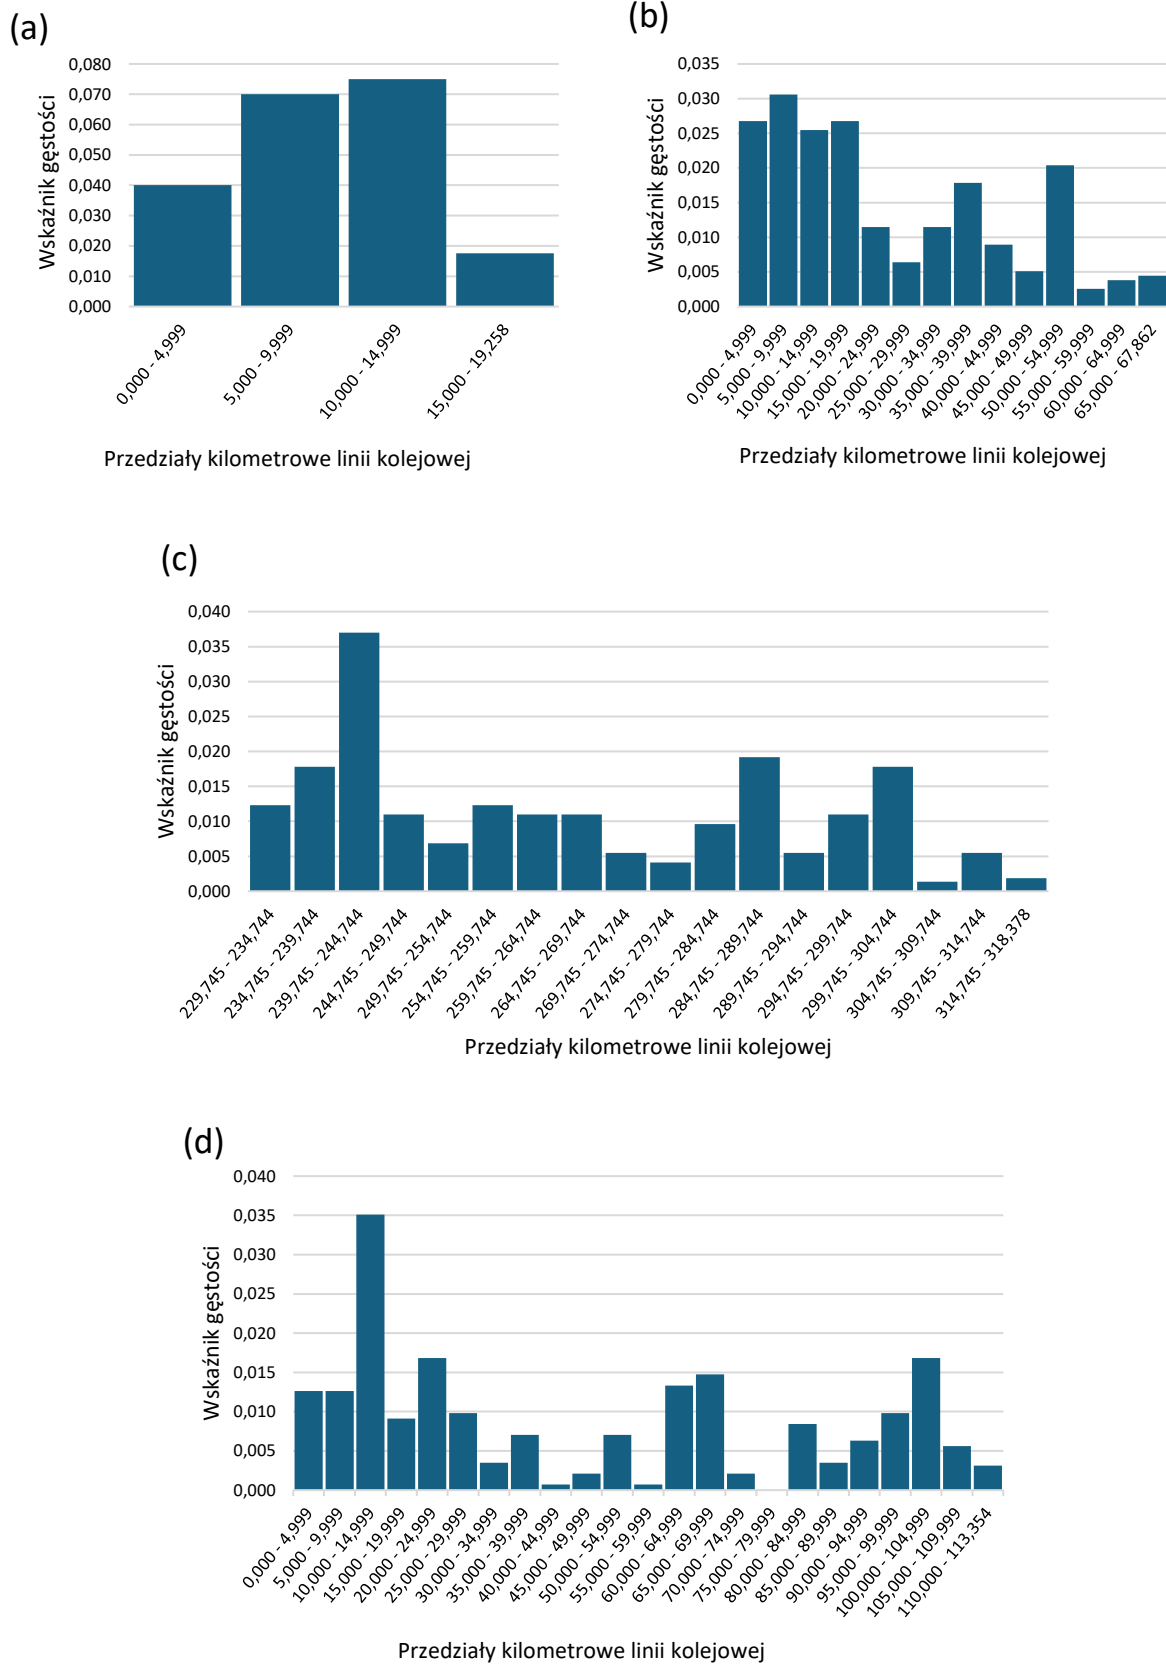 (a)
Wskaźnik gęstości
0,080
0,070
0,060
0,050
0,040
0,030
0,020
0,010
0,000
0,000 - 4,999
5,000 - 9,999
10,000 - 14,999
15,000 - 19,258
Przedziały kilometrowe linii kolejowej
(b)
Wskaźnik gęstości
0,035
0,030
0,025
0,020
0,015
0,010
0,005
0,000
0,000 - 4,999
5,000 - 9,999
10,000 - 14,999
15,000 - 19,999
20,000 - 24,999
25,000 - 29,999
30,000 - 34,999
35,000 - 39,999
40,000 - 44,999
45,000 - 49,999
50,000 - 54,999
55,000 - 59,999
60,000 - 64,999
65,000 - 67,862
Przedziały kilometrowe linii kolejowej
(c)
Wskaźnik gęstości
0,040
0,035
0,030
0,025
0,020
0,015
0,010
0,005
0,000
229,745 - 234,744
234,745 - 239,744
239,745 - 244,744
244,745 - 249,744
249,745 - 254,744
254,745 - 259,744
259,745 - 264,744
264,745 - 269,744
269,745 - 274,744
274,745 - 279,744
279,745 - 284,744
284,745 - 289,744
289,745 - 294,744
294,745 - 299,744
299,745 - 304,744
304,745 - 309,744
309,745 - 314,744
314,745 - 318,378
Przedziały kilometrowe linii kolejowej
(d)
Wskaźnik gęstości
0,040
0,035
0,030
0,025
0,020
0,015
0,010
0,005
0,000
0,000 - 4,999
5,000 - 9,999
10,000 - 14,999
15,000 - 19,999
20,000 - 24,999
25,000 - 29,999
30,000 - 34,999
35,000 - 39,999
40,000 - 44,999
45,000 - 49,999
50,000 - 54,999
55,000 - 59,999
60,000 - 64,999
65,000 - 69,999
70,000 - 74,999
75,000 - 79,999
80,000 - 84,999
85,000 - 89,999
90,000 - 94,999
95,000 - 99,999
100,000 - 104,999
105,000 - 109,999
110,000 - 113,354
Przedziały kilometrowe linii kolejowej